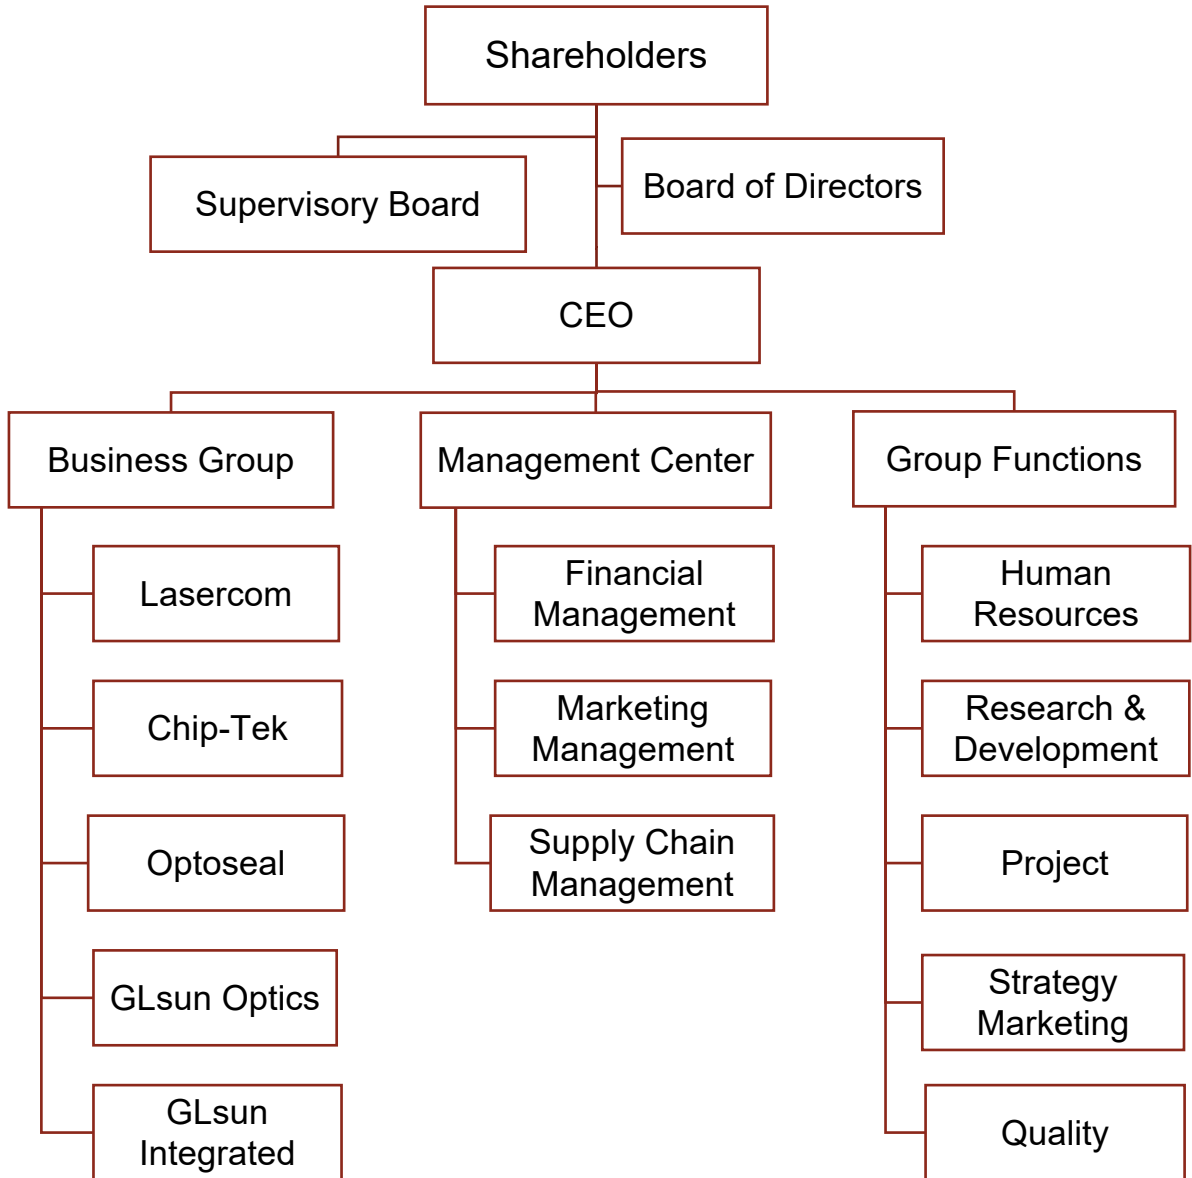 Shareholders
Supervisory Board
Board of Directors
CEO
Business Group
Management Center
Group Functions
Lasercom
Chip-Tek
Optoseal
GLsun Optics
GLsun
Integrated
Financial
Management
Marketing
Management
Supply Chain
Management
Human
Resources
Research &
Development
Project
Strategy
Marketing
Quality